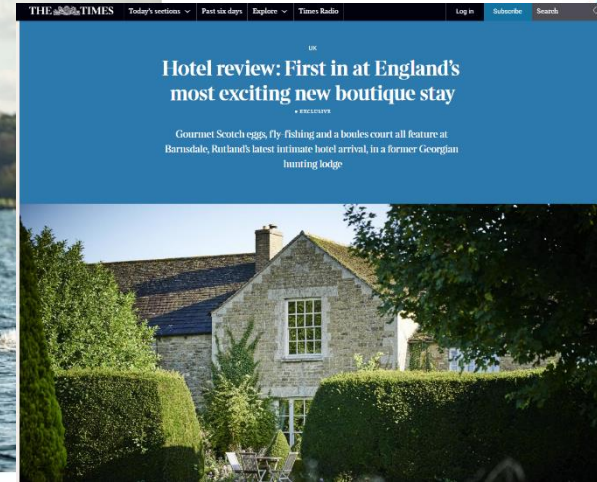 THE TIMES Today's sections Past six days Explore Times Radio Log in Subscribe Search
UK
Hotel review: First in at England's
most exciting new boutique stay
EXCLUSIVE
Gourmet Scotch eggs, fly-fishing and a boules court all feature at
Barnsdale, Rutland's latest intimate hotel arrival, in a former Georgian
hunting lodge